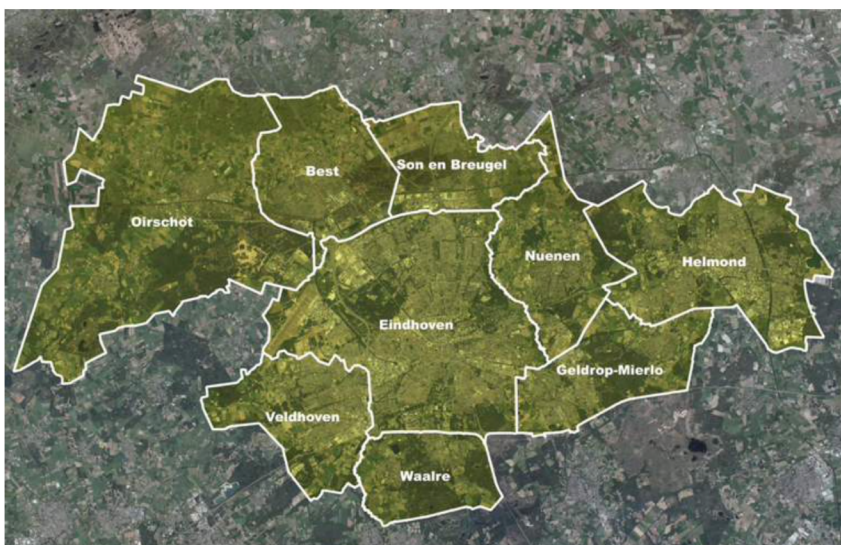 Son en Breugel
Best
Oirschot
Nuenen
Helmond
Eindhoven
Geldrop-Mierlo
Veldhoven
Waalre